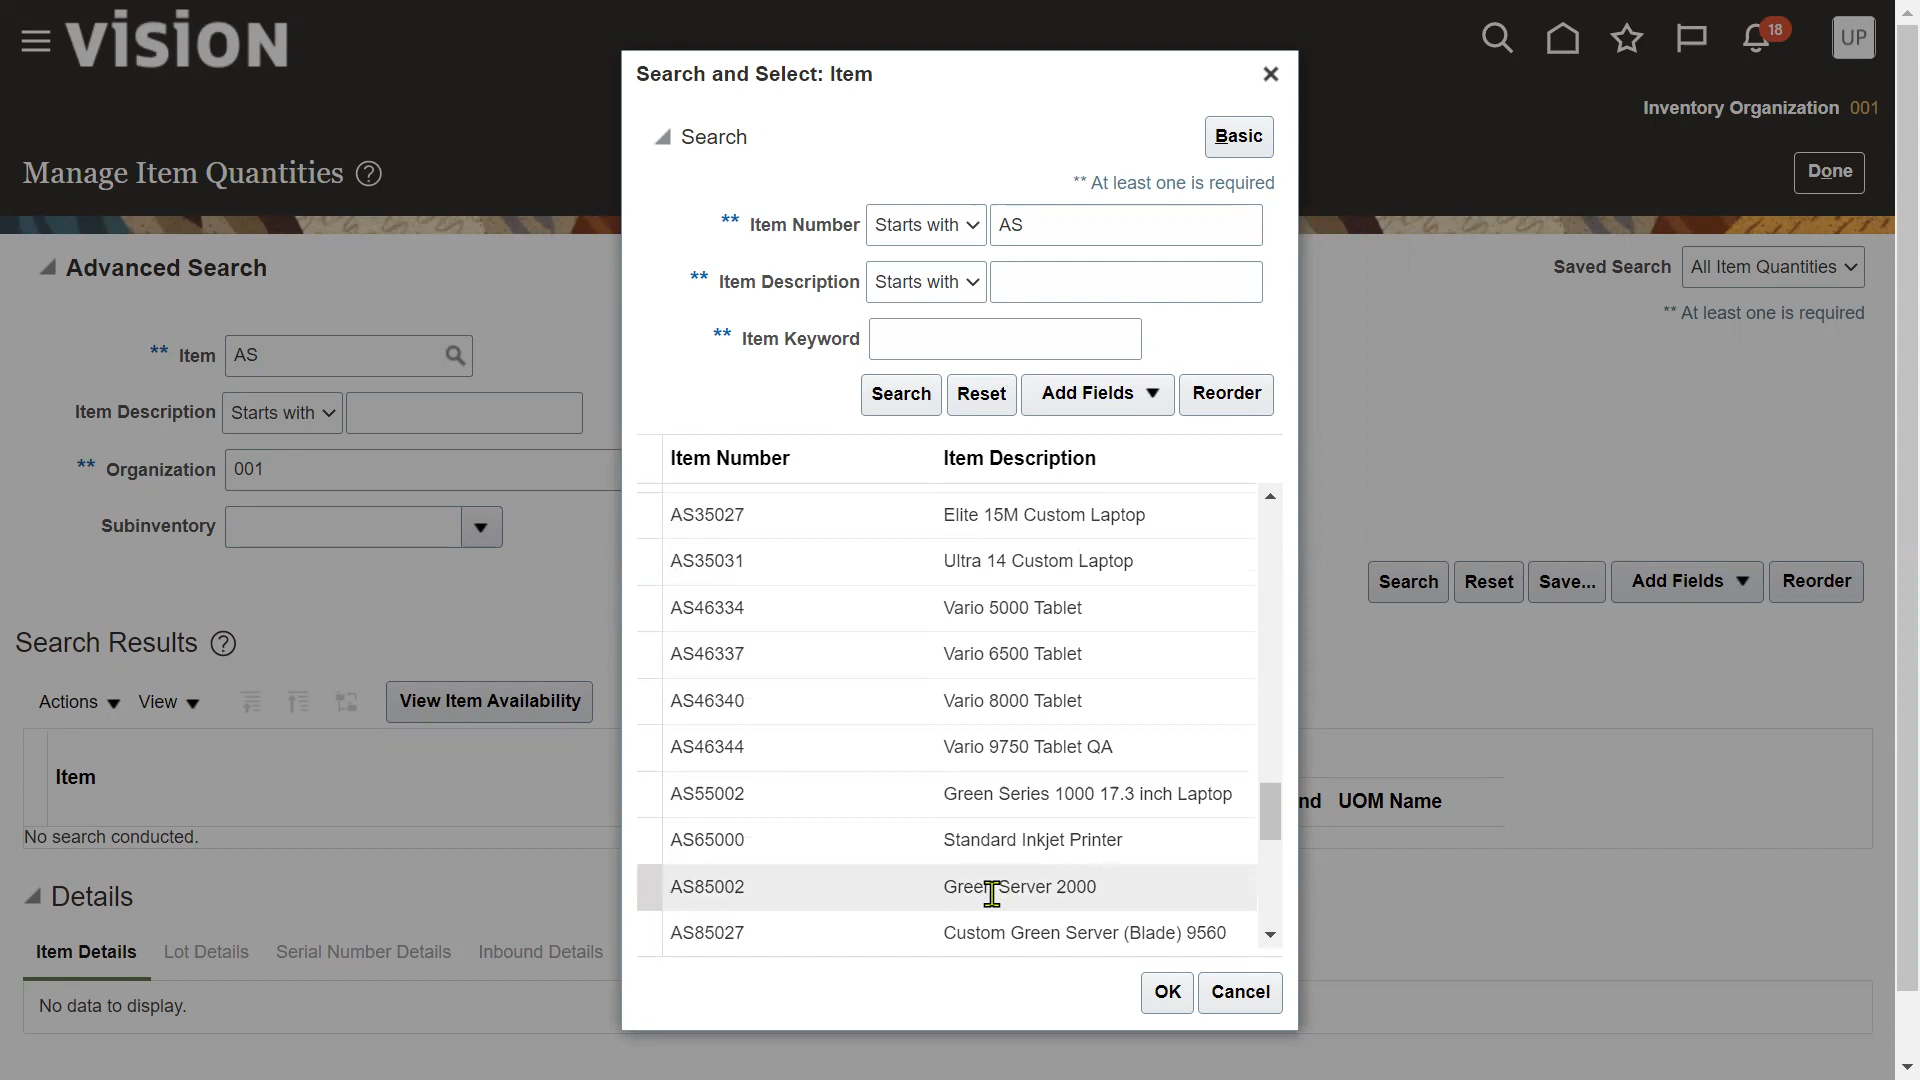 vision
18
UP
Inventory Organization 001
Manage Item Quantities ?
Done
Advanced Search
Saved Search All Item Quantities
** At least one is required
** Item AS
Item Description Starts with
** Organization 001
Subinventory
Search Reset Save... Add Fields Reorder
Search Results ?
Actions View View Item Availability
Item
nd UOM Name
No search conducted.
Details
Item Details Lot Details Serial Number Details Inbound Details
No data to display.
Search and Select: Item
Search
Basic
** At least one is required
** Item Number Starts with AS
** Item Description Starts with
** Item Keyword
Search Reset Add Fields Reorder
Item Number Item Description
AS35027 Elite 15M Custom Laptop
AS35031 Ultra 14 Custom Laptop
AS46334 Vario 5000 Tablet
AS46337 Vario 6500 Tablet
AS46340 Vario 8000 Tablet
AS46344 Vario 9750 Tablet QA
AS55002 Green Series 1000 17.3 inch Laptop
AS65000 Standard Inkjet Printer
AS85002 Green Server 2000
AS85027 Custom Green Server (Blade) 9560
OK Cancel